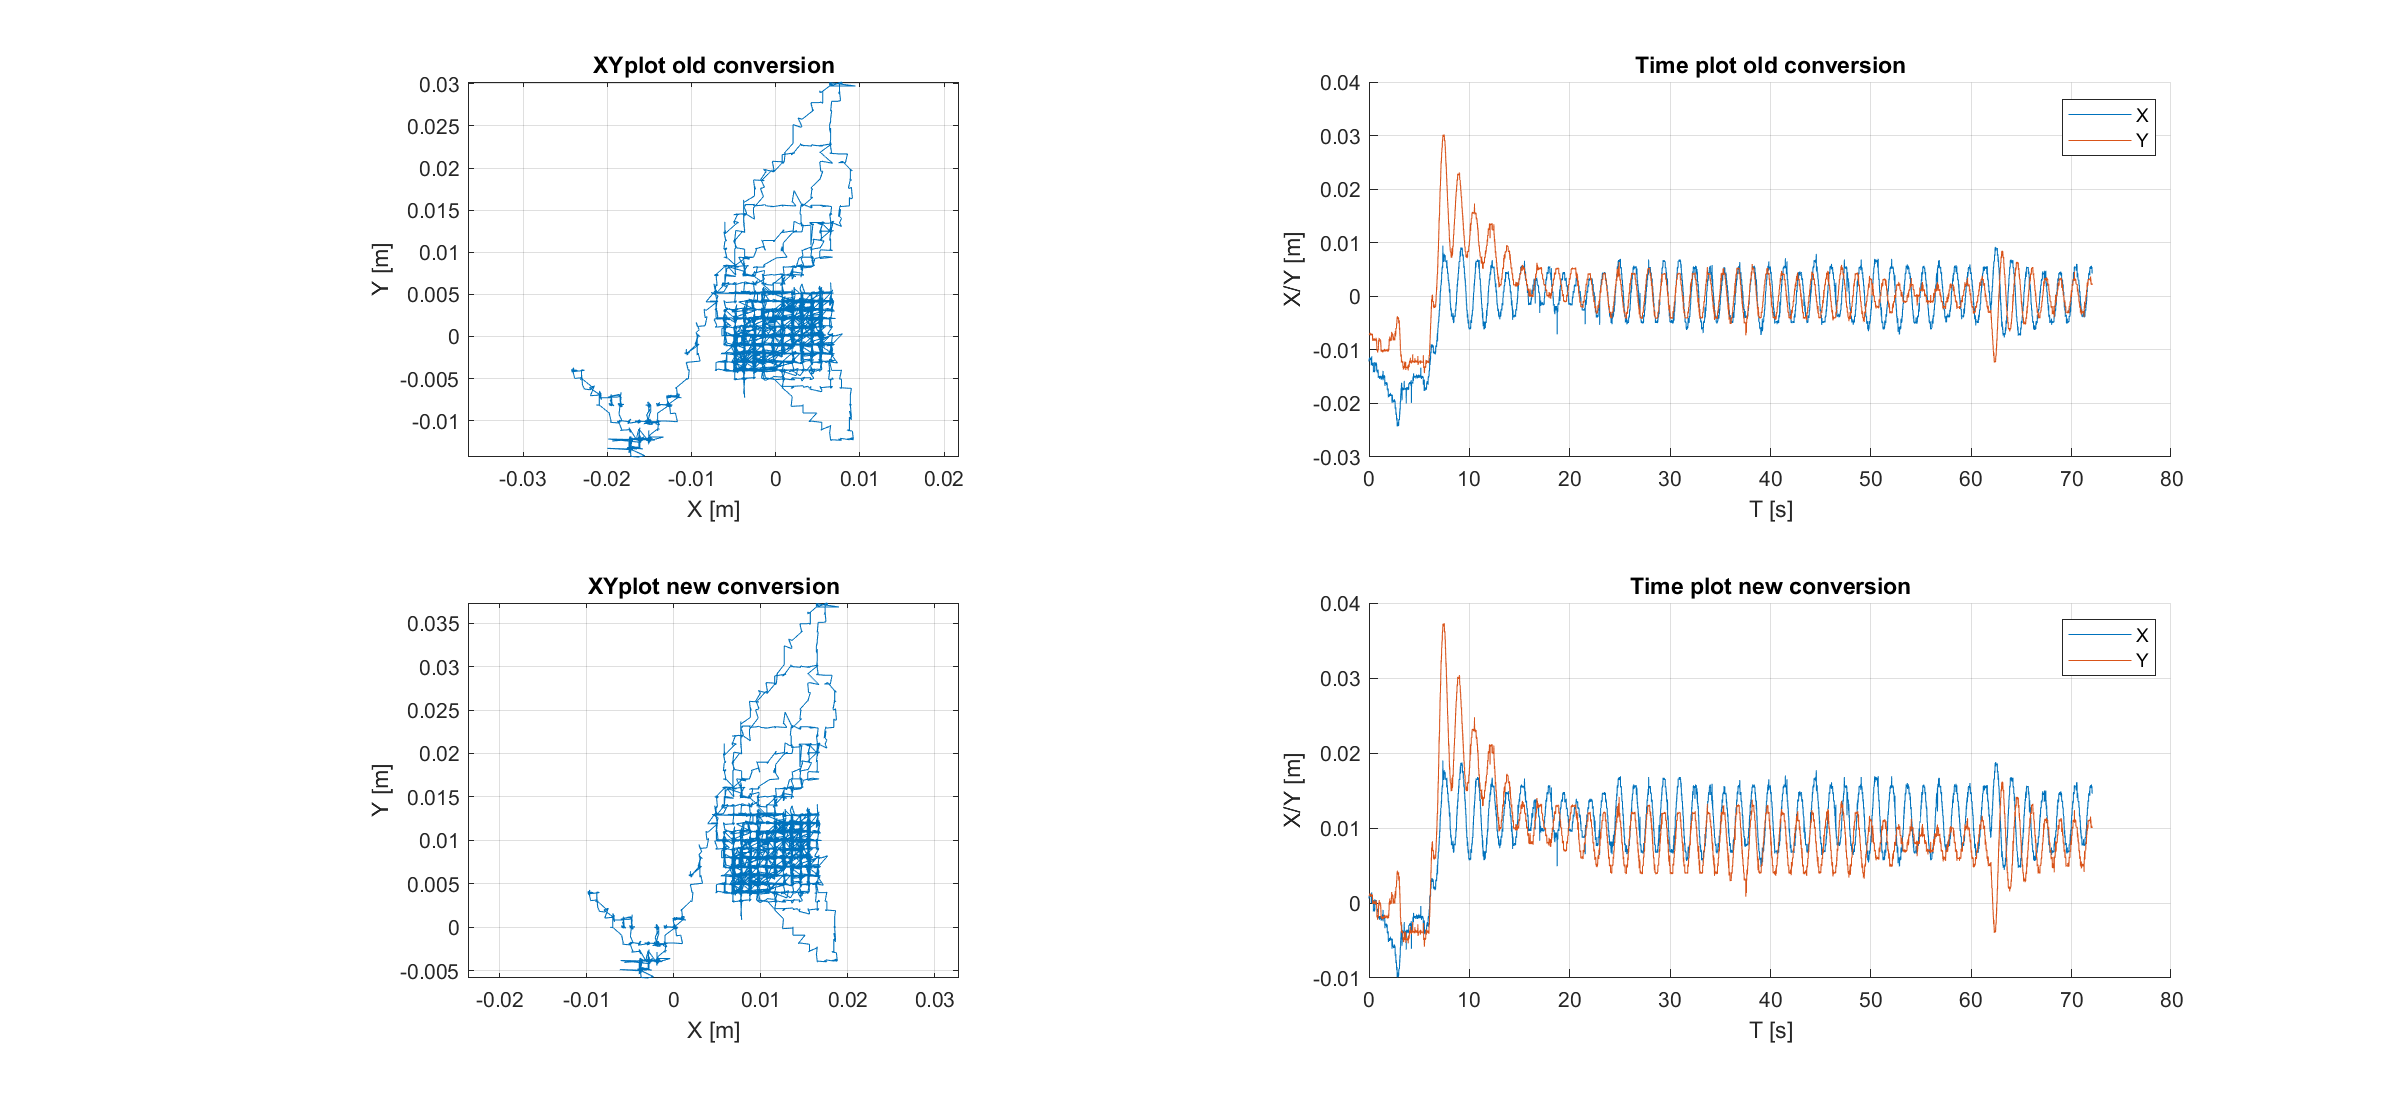 XYplot old conversion
0.03
0.025
0.02
0.015
0.01
0.005
0
-0.005
-0.01
Y [m]
-0.03 -0.02 -0.01 0 0.01 0.02
X [m]
Time plot old conversion
0.04
0.03
0.02
0.01
0
-0.01
-0.02
-0.03
X/Y [m]
X
Y
0 10 20 30 40 50 60 70 80
T [s]
XYplot new conversion
0.035
0.03
0.025
0.02
0.015
0.01
0.005
0
-0.005
Y [m]
-0.02 -0.01 0 0.01 0.02 0.03
X [m]
Time plot new conversion
0.04
0.03
0.02
0.01
0
-0.01
X/Y [m]
X
Y
0 10 20 30 40 50 60 70 80
T [s]